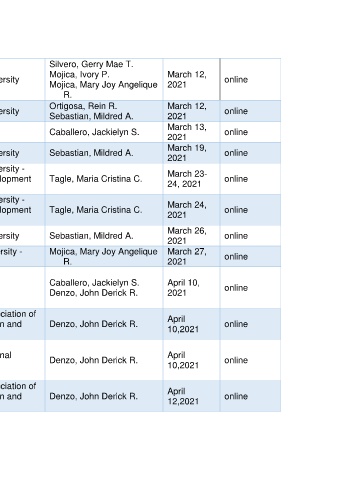 Silvero, Gerry Mae T.
ersity Mojica, Ivory P. March 12, online
Mojica, Mary Joy Angelique 2021
R.
ersity Ortigosa, Rein R. March 12, online
Sebastian, Mildred A. 2021
Caballero, Jackielyn S. March 13, online
2021
ersity Sebastian, Mildred A. March 19, online
2021
ersity -
lopment Tagle, Maria Cristina C. March 23- online
24, 2021
ersity -
lopment Tagle, Maria Cristina C. March 24, online
2021
ersity Sebastian, Mildred A. March 26, online
2021
ersity - Mojica, Mary Joy Angelique March 27, online
R. 2021
Caballero, Jackielyn S. April 10, online
Denzo, John Derick R. 2021
ciation of
n and Denzo, John Derick R. April online
10,2021
nal Denzo, John Derick R. April online
10,2021
ciation of
n and Denzo, John Derick R. April online
12,2021